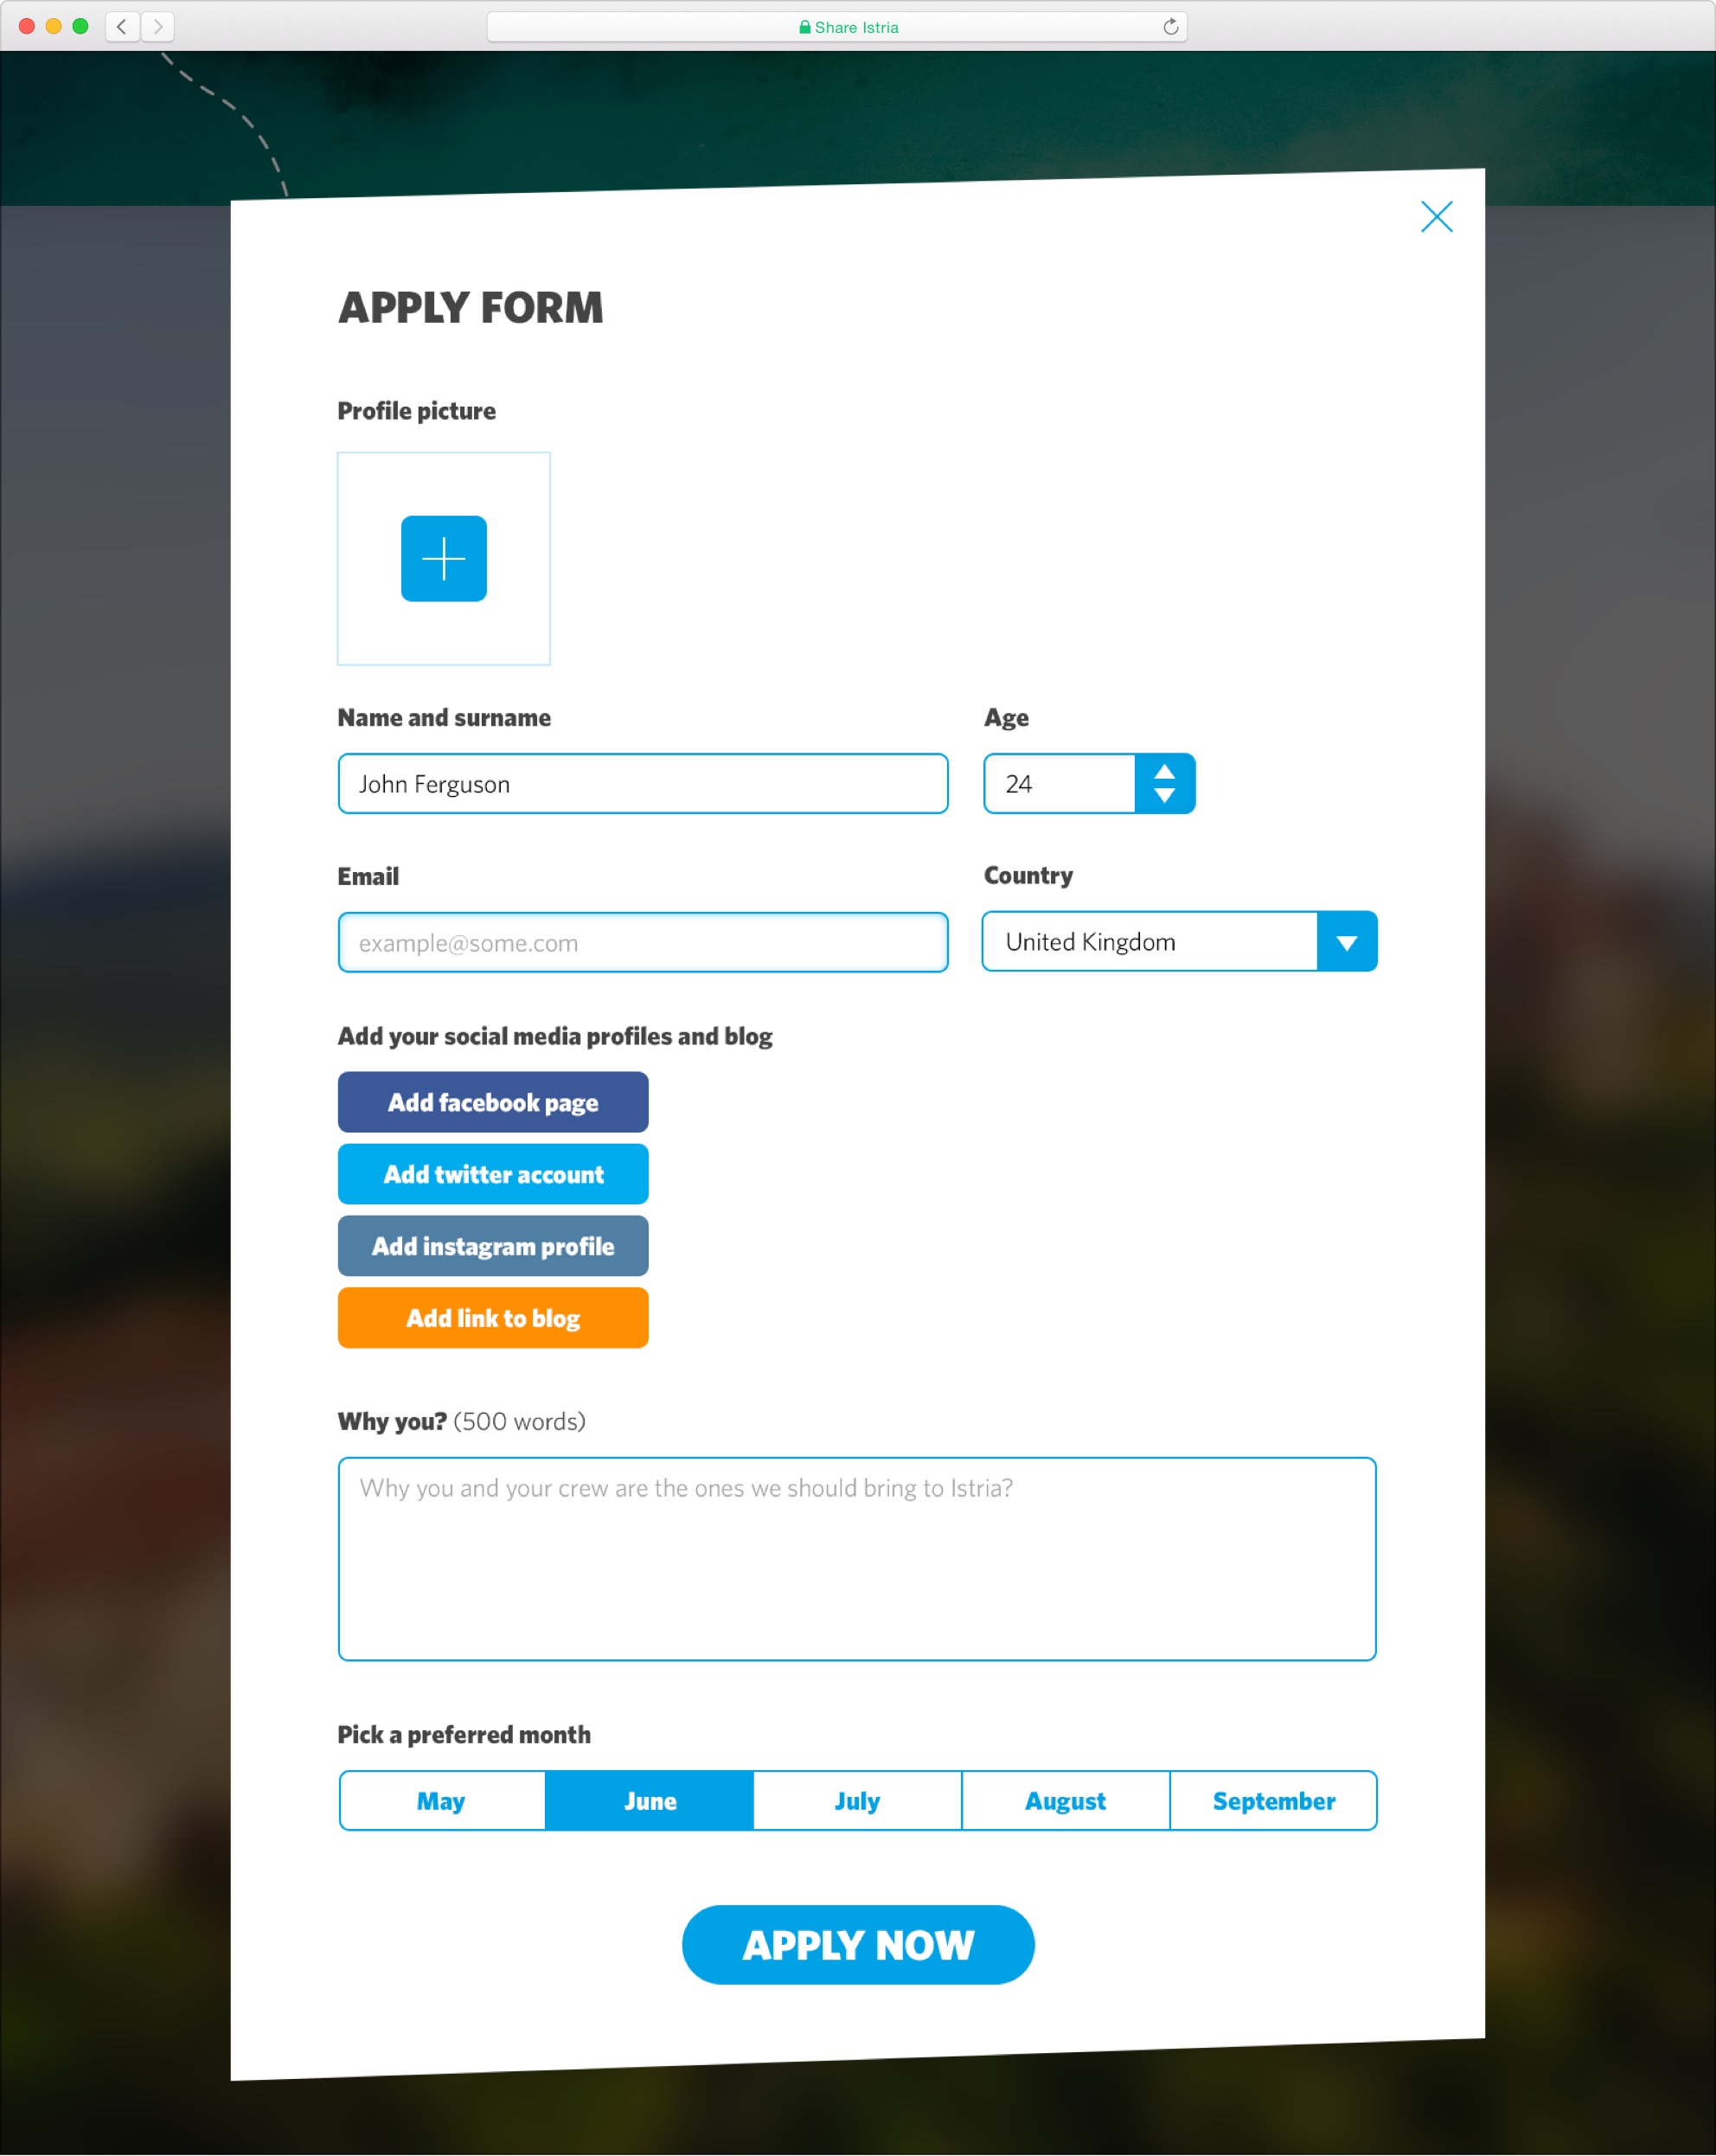 Share Istria
APPLY FORM
Profile picture
Name and surname
Age
John Ferguson
24
Email
Country
example@some.com
United Kingdom
Add your social media profiles and blog
Add facebook page
Add twitter account
Add instagram profile
Add link to blog
Why you? (500 words)
Why you and your crew are the ones we should bring to Istria?
Pick a preferred month
May June July August September
APPLY NOW